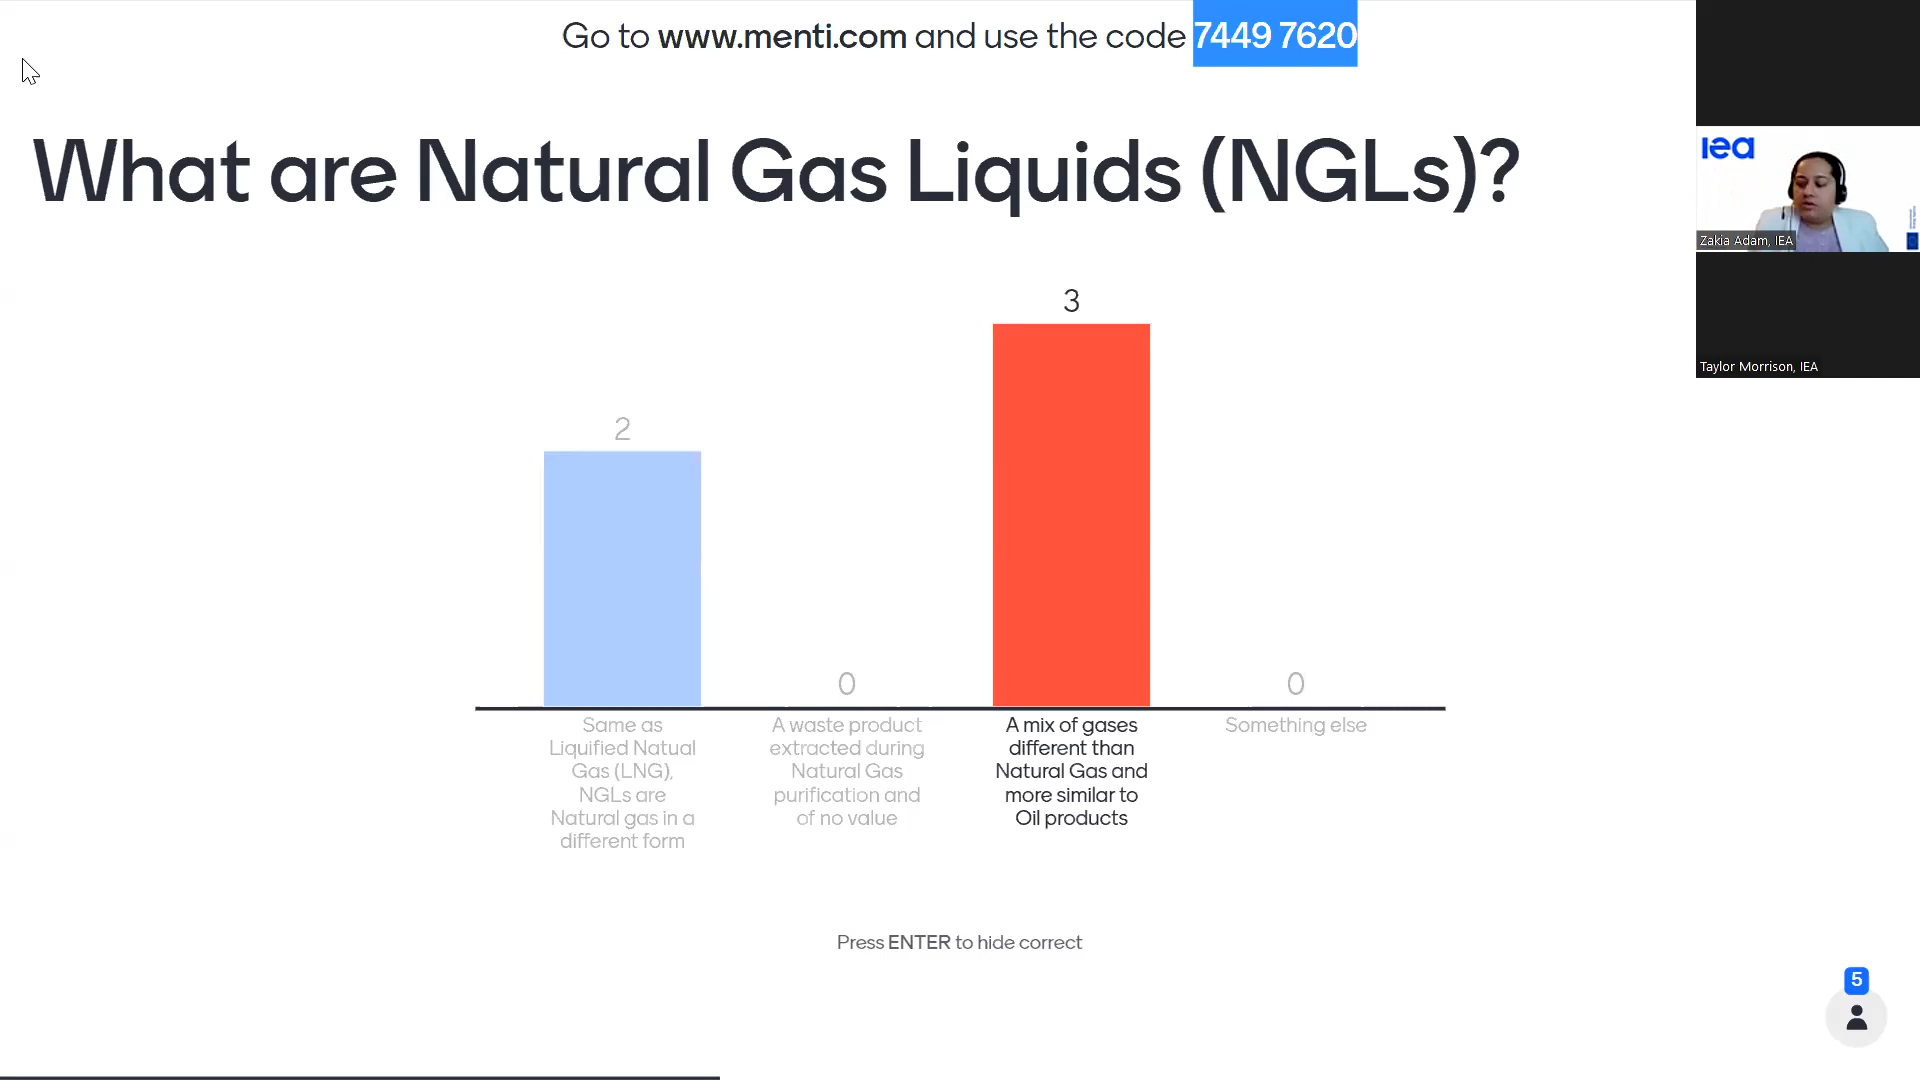 Go to www.menti.com and use the code 7449 7620
What are Natural Gas Liquids (NGLs)?
iea
Zakia Adam, IEA
Taylor Morrison, IEA
3
2
0
0
Same as
Liquified Natual
Gas (LNG),
NGLs are
Natural gas in a
different form
A waste product
extracted during
Natural Gas
purification and
of no value
A mix of gases
different than
Natural Gas and
more similar to
Oil products
Something else
Press ENTER to hide correct
5